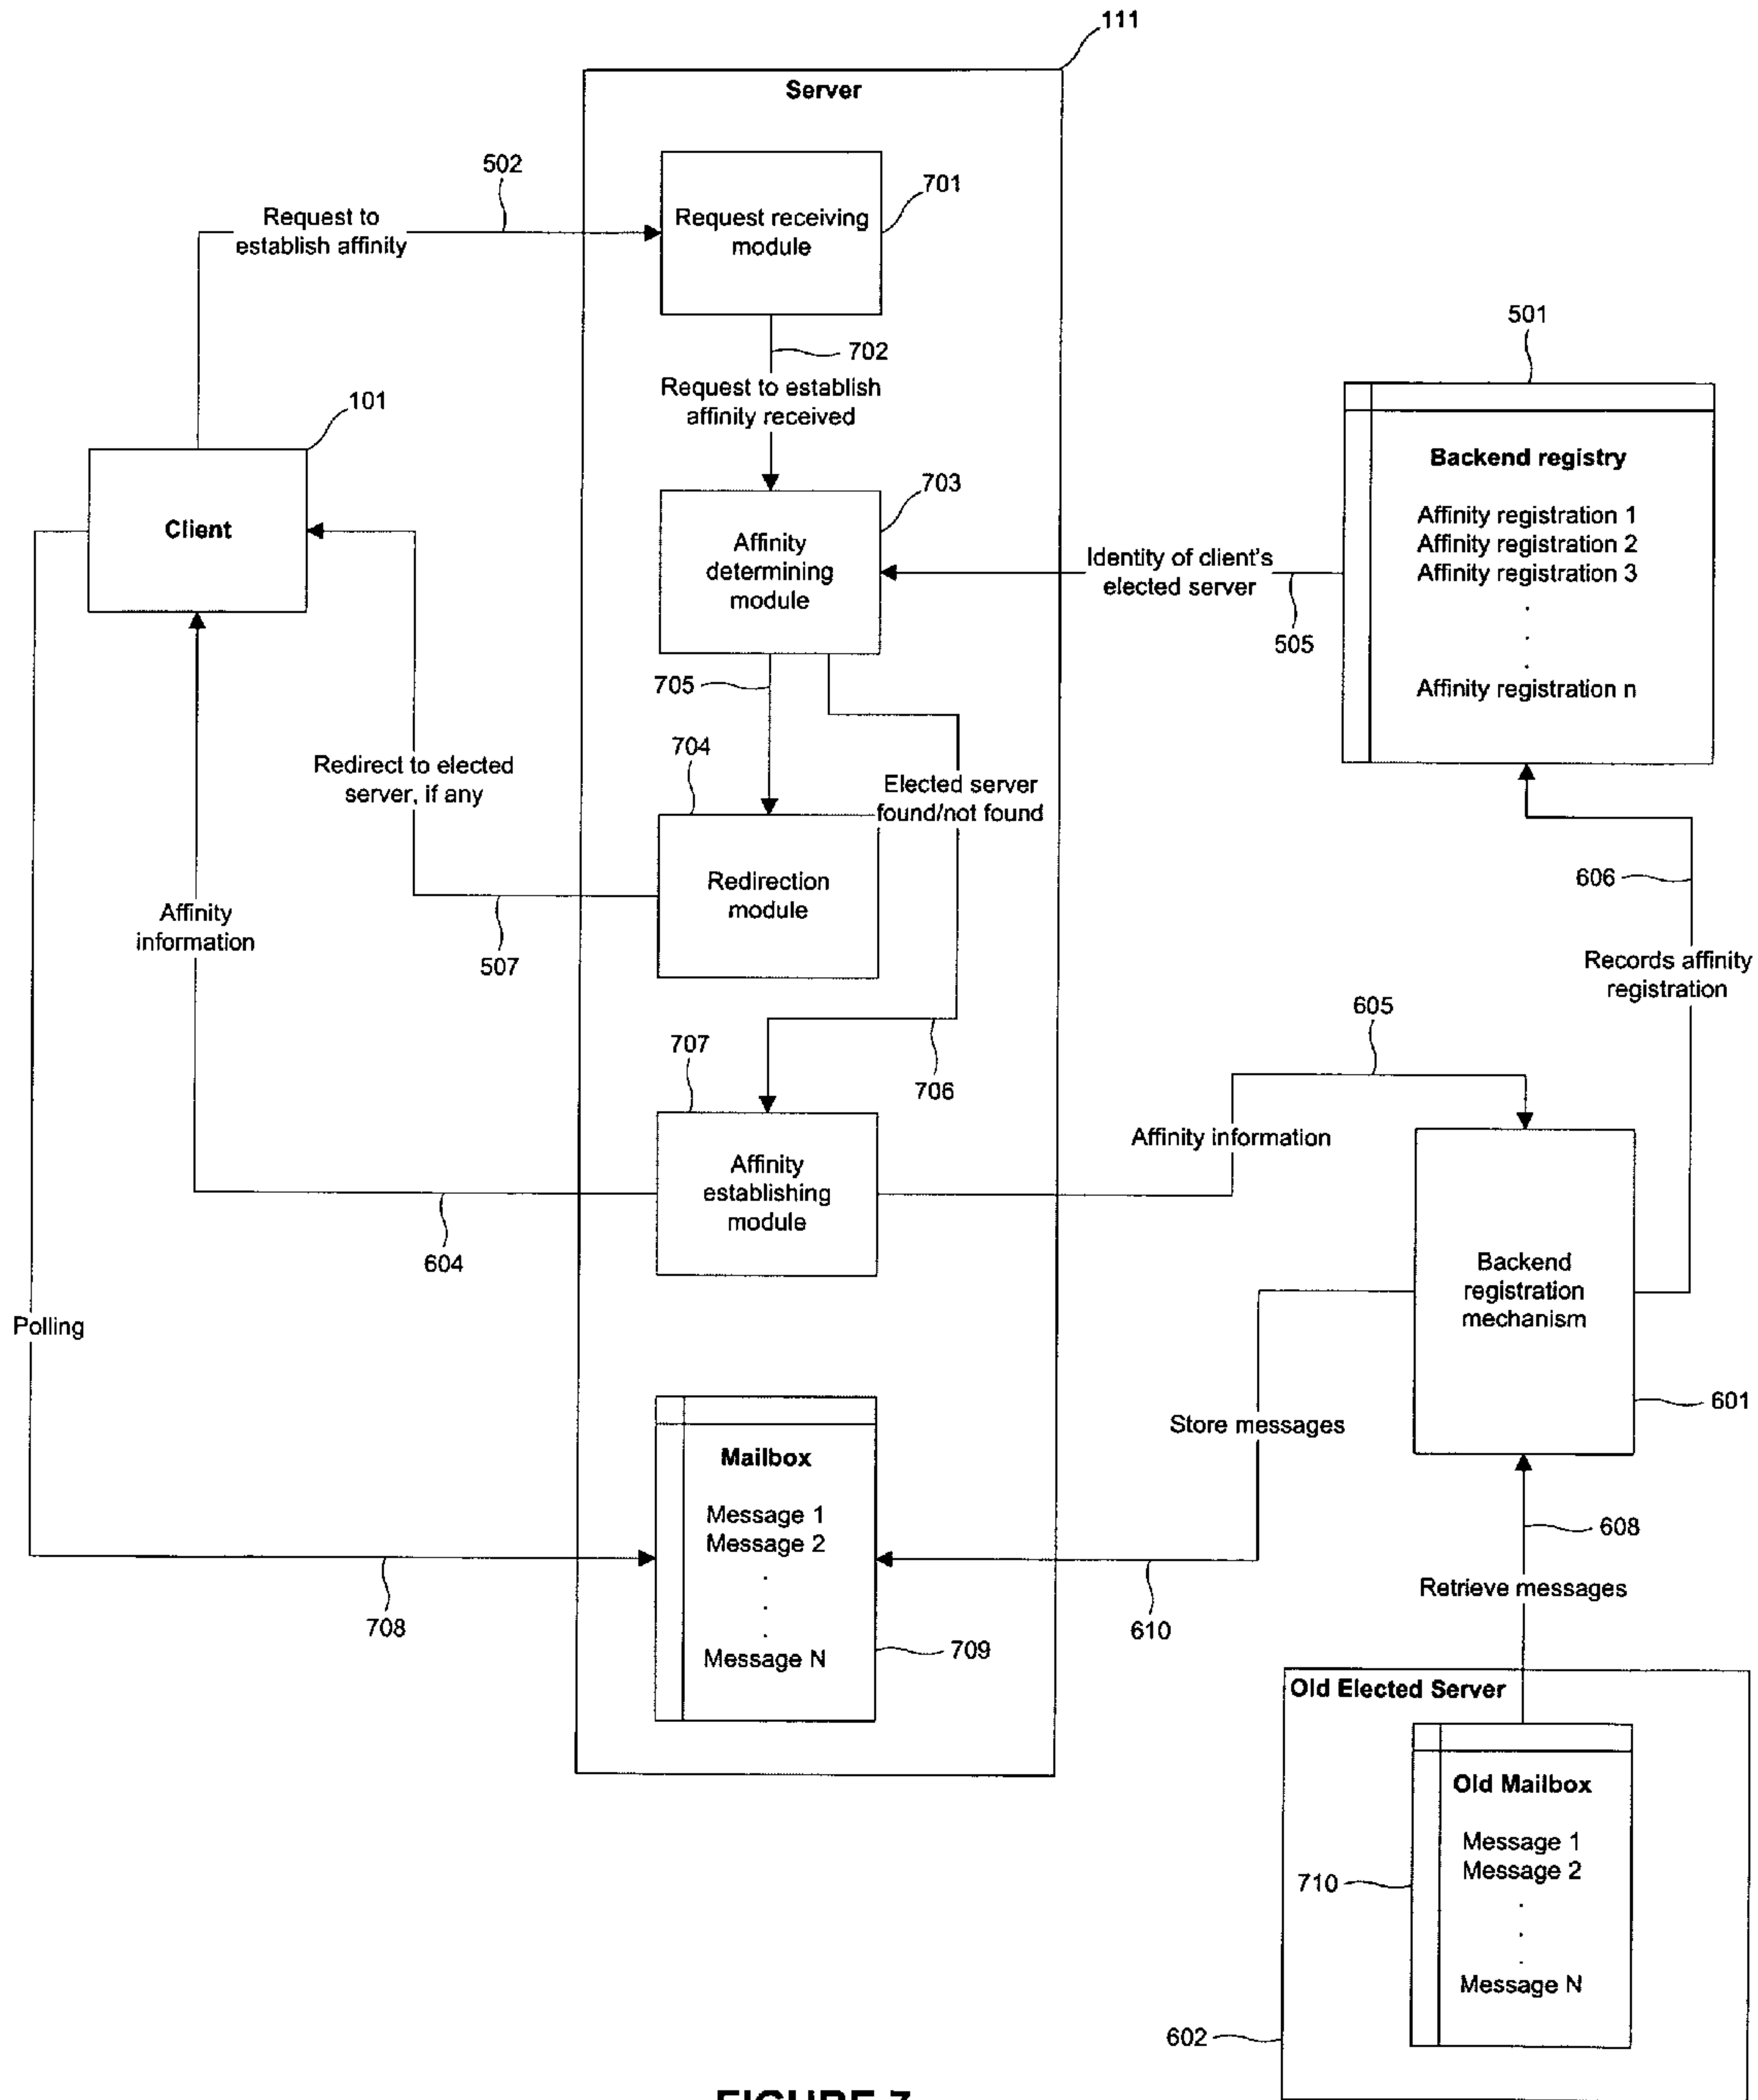 111
Server
502
701
Request to
establish affinity
Request receiving
module
702
Request to establish
affinity received
501
101
703
Client
Affinity
determining
module
Identity of client's
elected server
505
Backend registry
Affinity registration 1
Affinity registration 2
Affinity registration 3
.
.
.
Affinity registration n
705
704
Redirect to elected
server, if any
Elected server
found/not found
Redirection
module
507
606
Affinity
information
Records affinity
registration
605
707
706
Affinity information
Affinity
establishing
module
604
Backend
registration
mechanism
Polling
601
Store messages
Mailbox
Message 1
Message 2
.
.
.
Message N
709
708
610
608
Retrieve messages
Old Elected Server
Old Mailbox
Message 1
Message 2
.
.
.
Message N
710
602
FIGURE 7